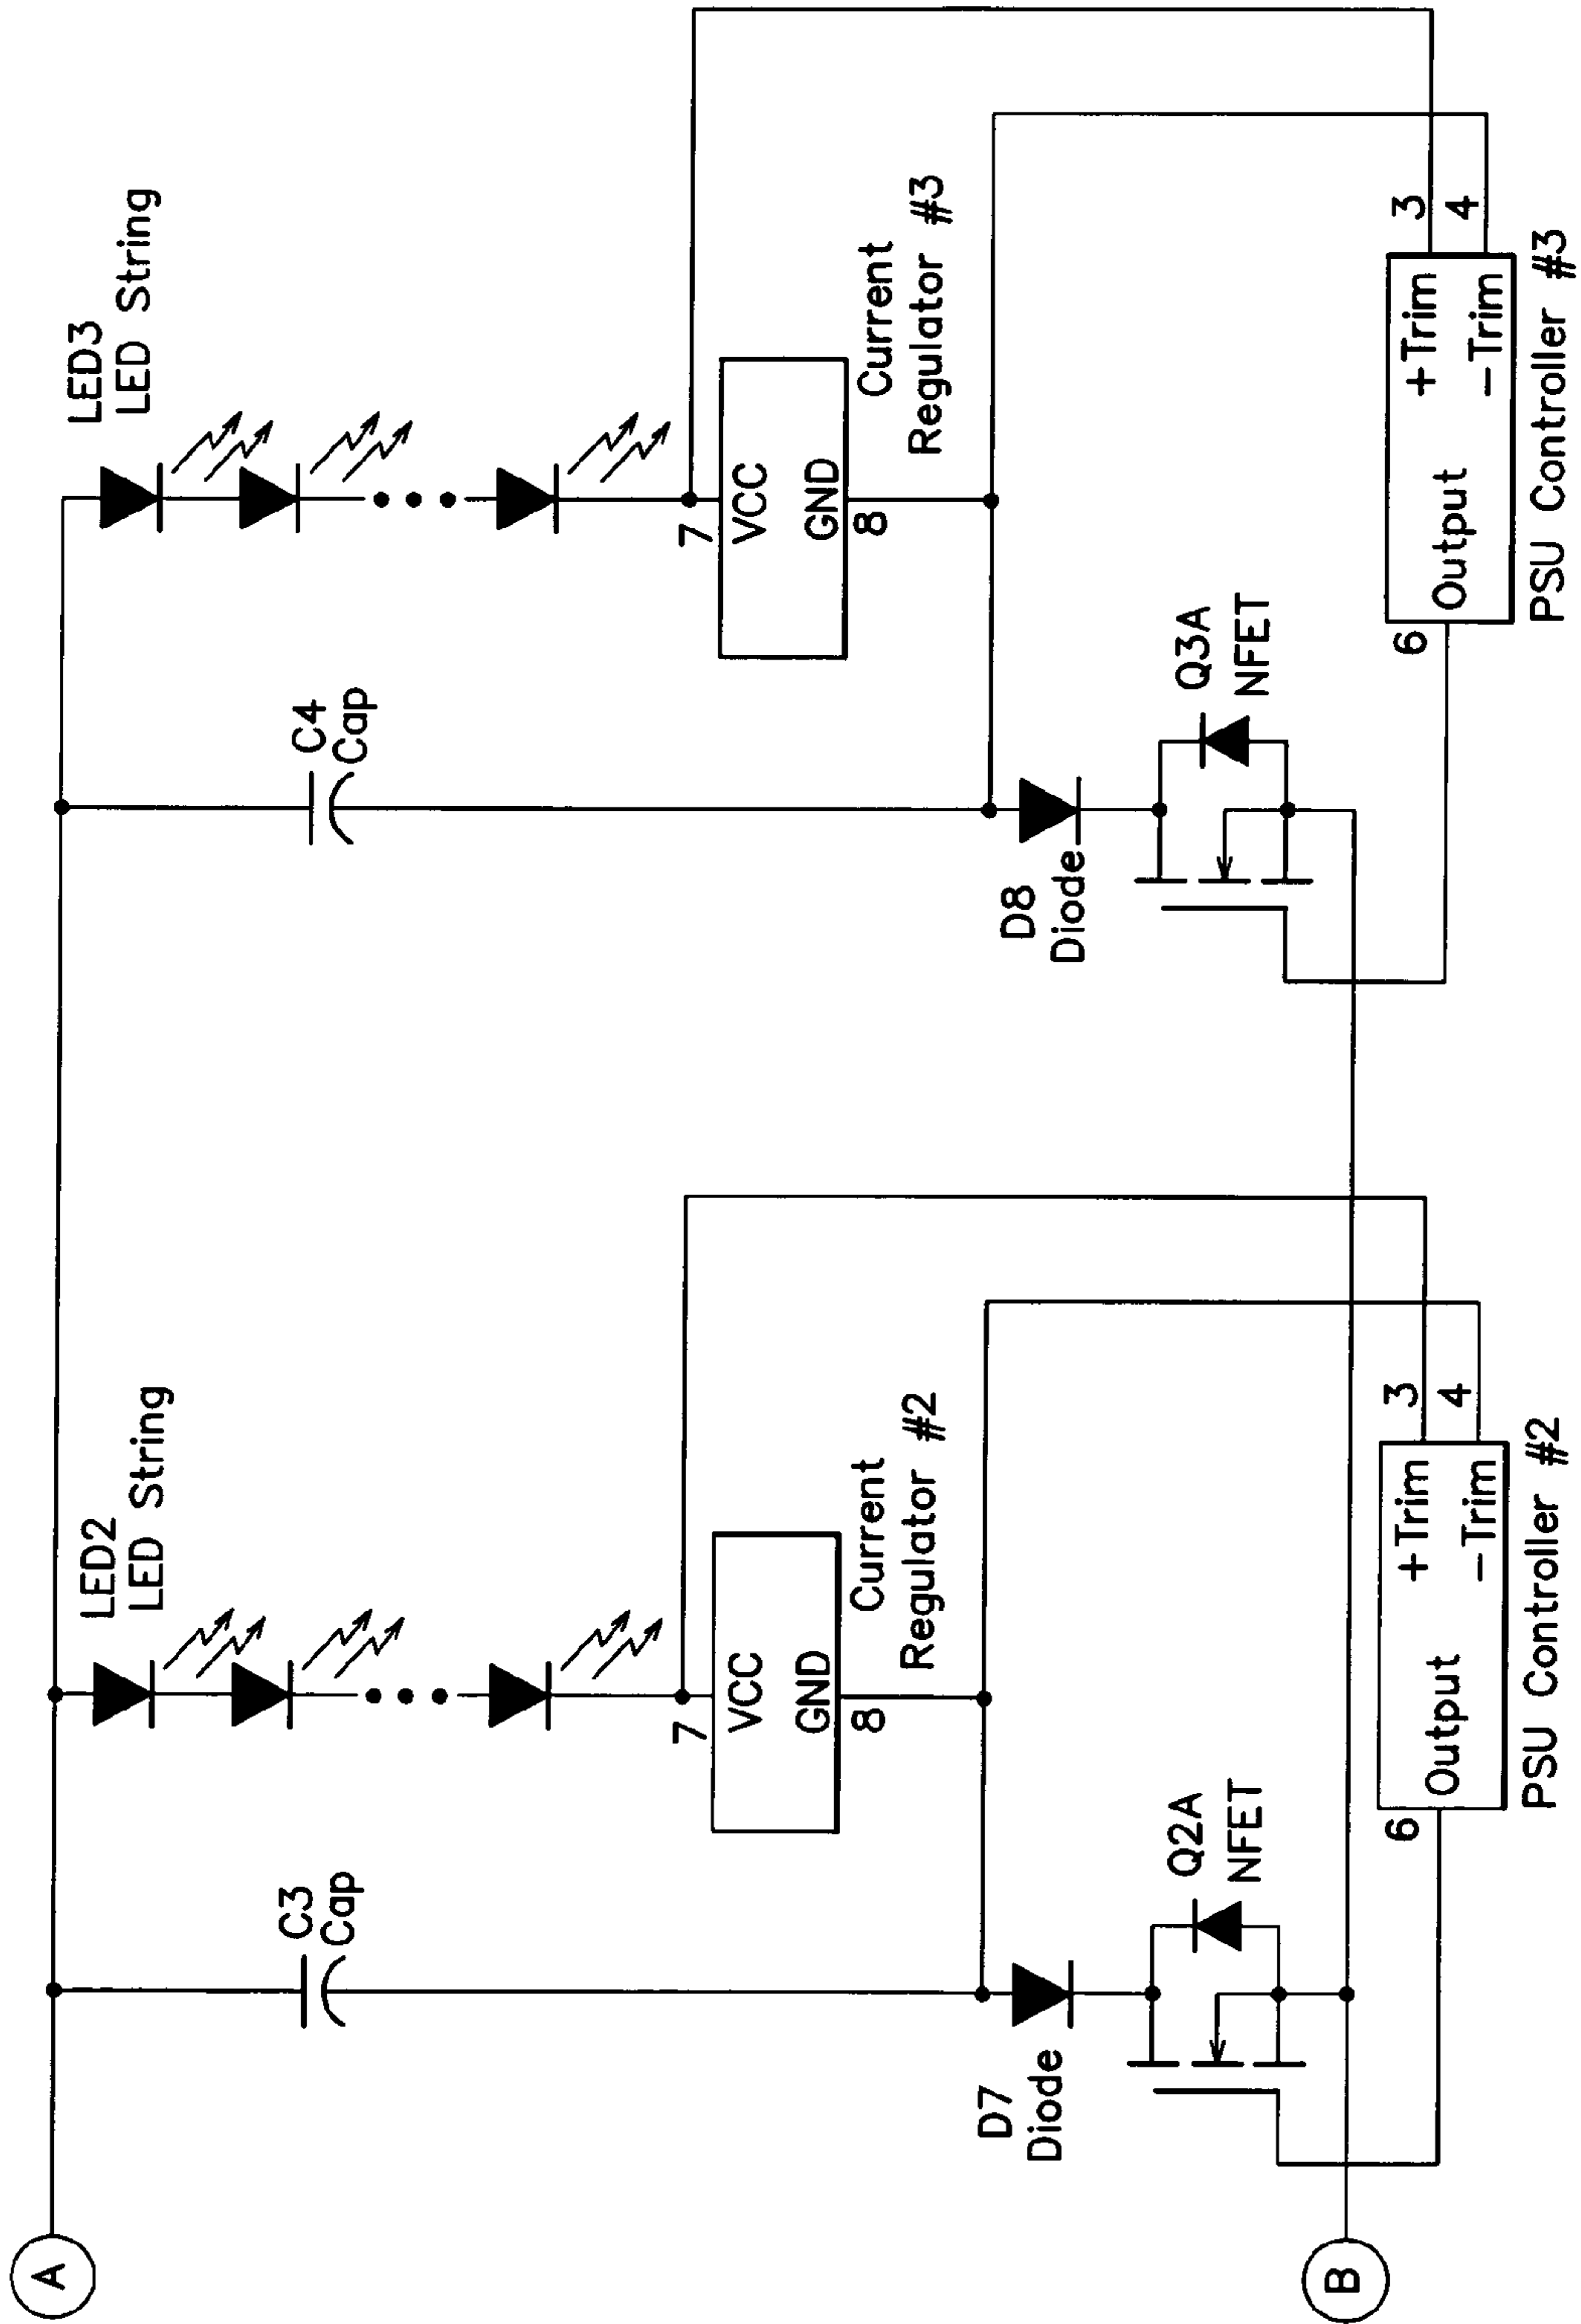 A
C3
Cap
LED2
LED String
7
VCC
GND
8
Current
Regulator #2
D7
Diode
Q2A
NFET
6
Output
+Trim
-Trim
3
4
PSU Controller #2
B
C4
Cap
LED3
LED String
7
VCC
GND
8
Current
Regulator #3
D8
Diode
Q3A
NFET
6
Output
+Trim
-Trim
3
4
PSU Controller #3